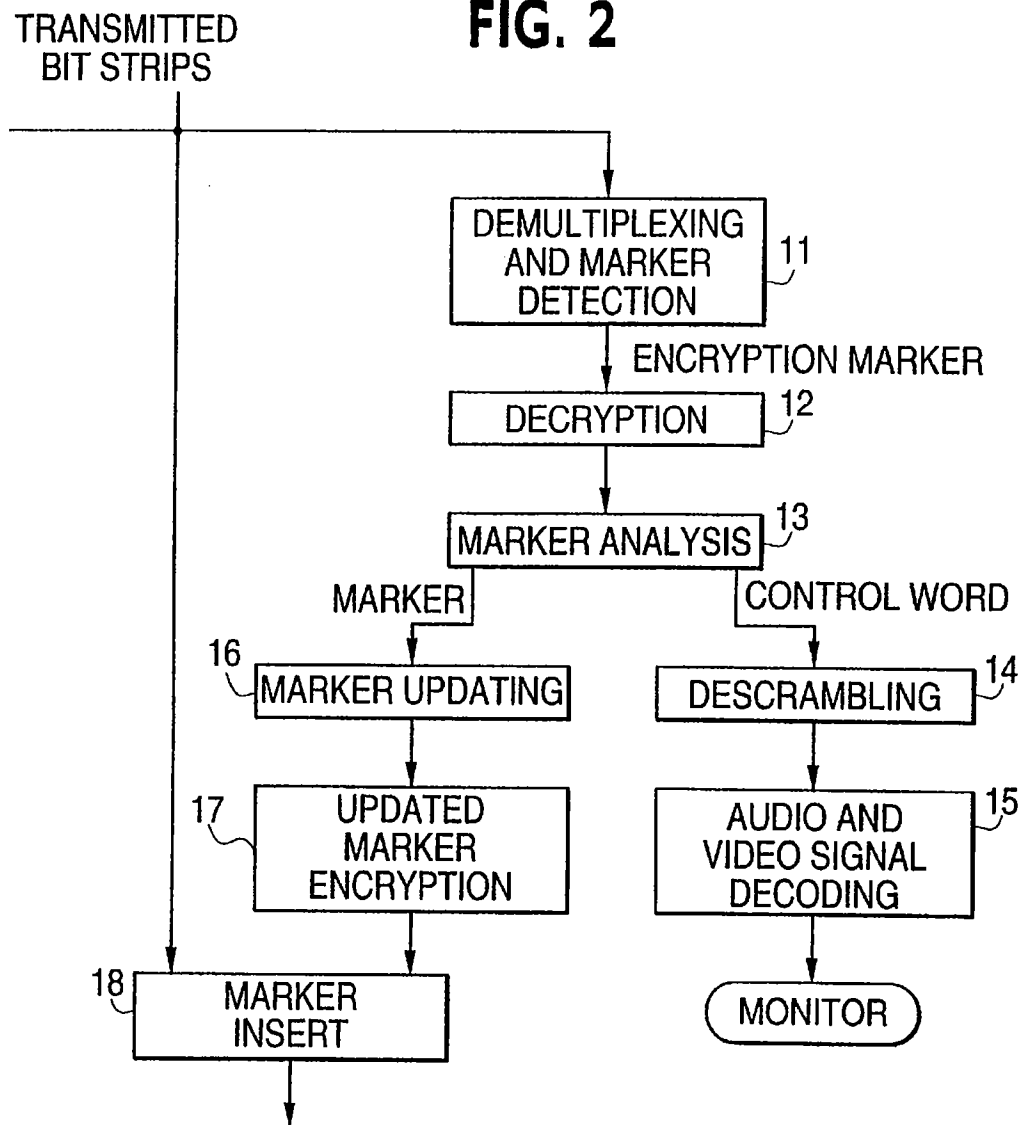 FIG. 2
TRANSMITTED
BIT STRIPS
DEMULTIPLEXING
AND MARKER
DETECTION
11
ENCRYPTION MARKER
DECRYPTION
12
MARKER ANALYSIS
13
MARKER
CONTROL WORD
16
MARKER UPDATING
DESCRAMBLING
14
17
UPDATED
MARKER
ENCRYPTION
AUDIO AND
VIDEO SIGNAL
DECODING
15
18
MARKER
INSERT
MONITOR